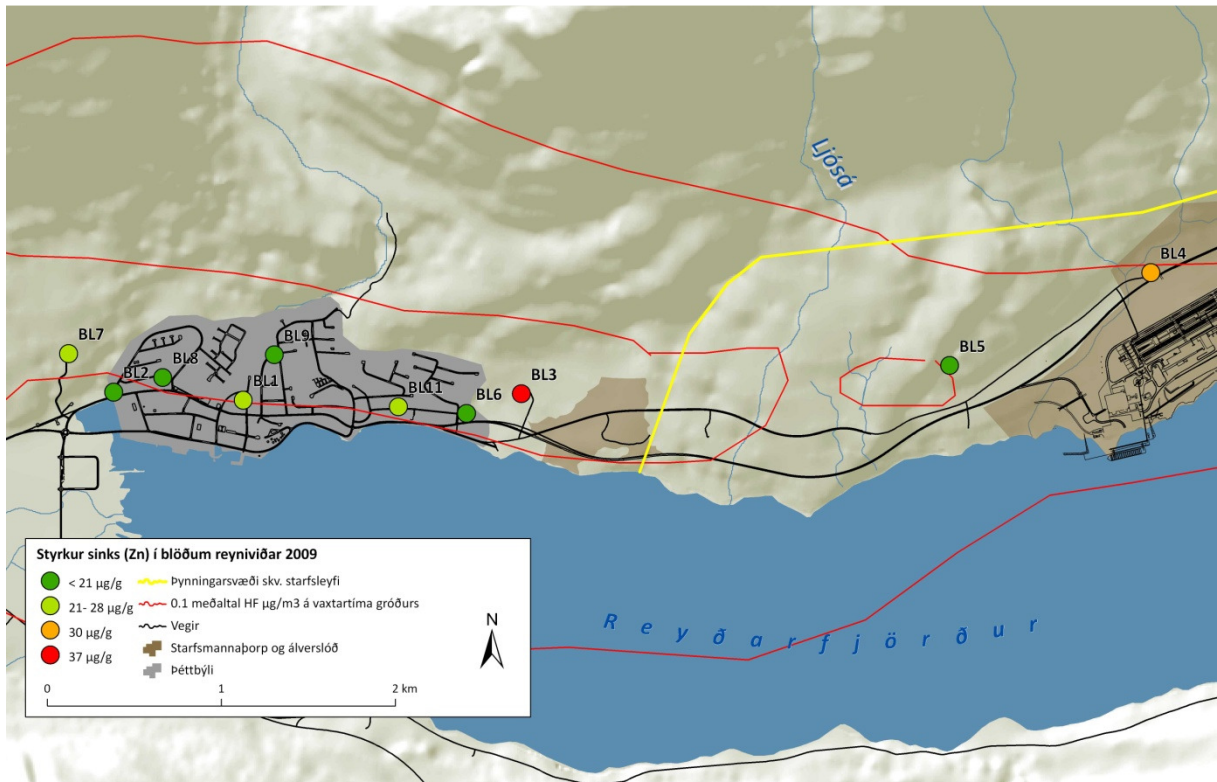 Ljósá
BL4
BL7
BL9
BL5
BL8
BL2
BL3
BL1
BL11
BL6
Styrkur sinks (Zn) í blöðum reyniviðar 2009
< 21 µg/g
21- 28 µg/g
30 µg/g
37 µg/g
Þynningarsvæði skv. starfsleyfi
0.1 meðaltal HF µg/m3 á vaxtartíma gróðurs
Vegir
Starfsmannaþorp og álverslóð
Þéttbýli
N
0 1 2 km
Reyðarfjörður